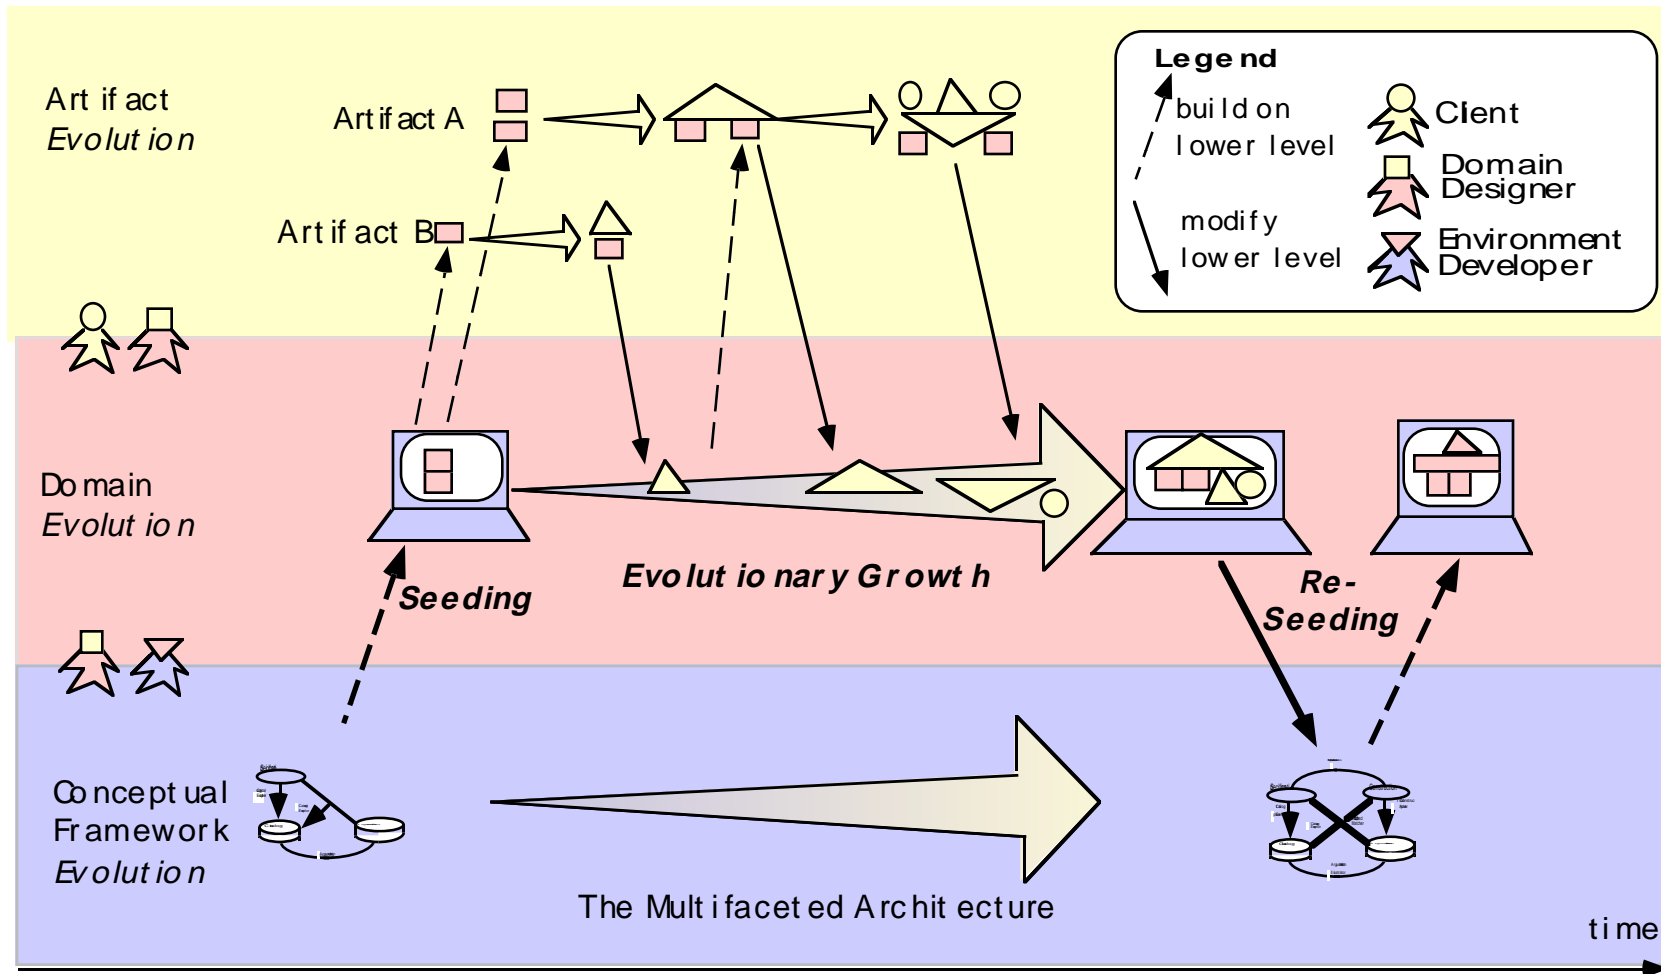 Artifact
Evolution
Artifact A
Artifact B
Legend
build on
lower level
modify
lower level
Client
Domain
Designer
Environment
Developer
Domain
Evolution
Seeding
Evolutionary Growth
Re-
Seeding
Conceptual
Framework
Evolution
The Multifaceted Architecture
time